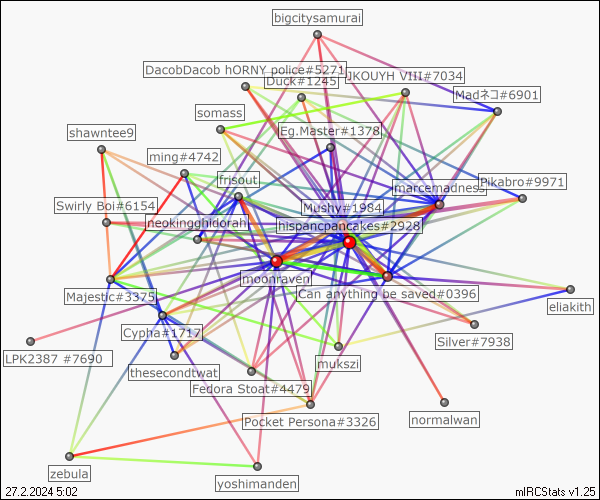 bigcitysamurai
DacobDacob hORNY police#5271
JKOUYH VIII#7034
Duck#1245
Madネコ#6901
somass
Eg.Master#1378
shawntee9
ming#4742
frisout
marcemadness
Pikabro#9971
Swirly Boi#6154
Mushy#1984
neokingghidorah
hispancpancakes#2928
moonraven
Can anything be saved#0396
Majestic#3375
eliakith
Cypha#1717
Silver#7938
LPK2387 #7690
mukszi
thesecondtwat
Fedora Stoat#4479
normalwan
Pocket Persona#3326
zebula
yoshimanden
27.2.2024 5:02
mIRCStats v1.25